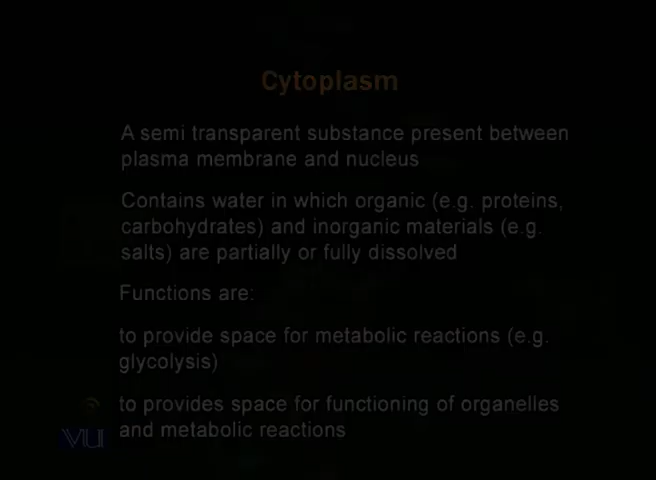 Cytoplasm
A semi transparent substance present between
plasma membrane and nucleus
Contains water in which organic (e.g. proteins,
carbohydrates) and inorganic materials (e.g.
salts) are partially or fully dissolved
Functions are:
to provide space for metabolic reactions (e.g.
glycolysis)
to provides space for functioning of organelles
and metabolic reactions
VU